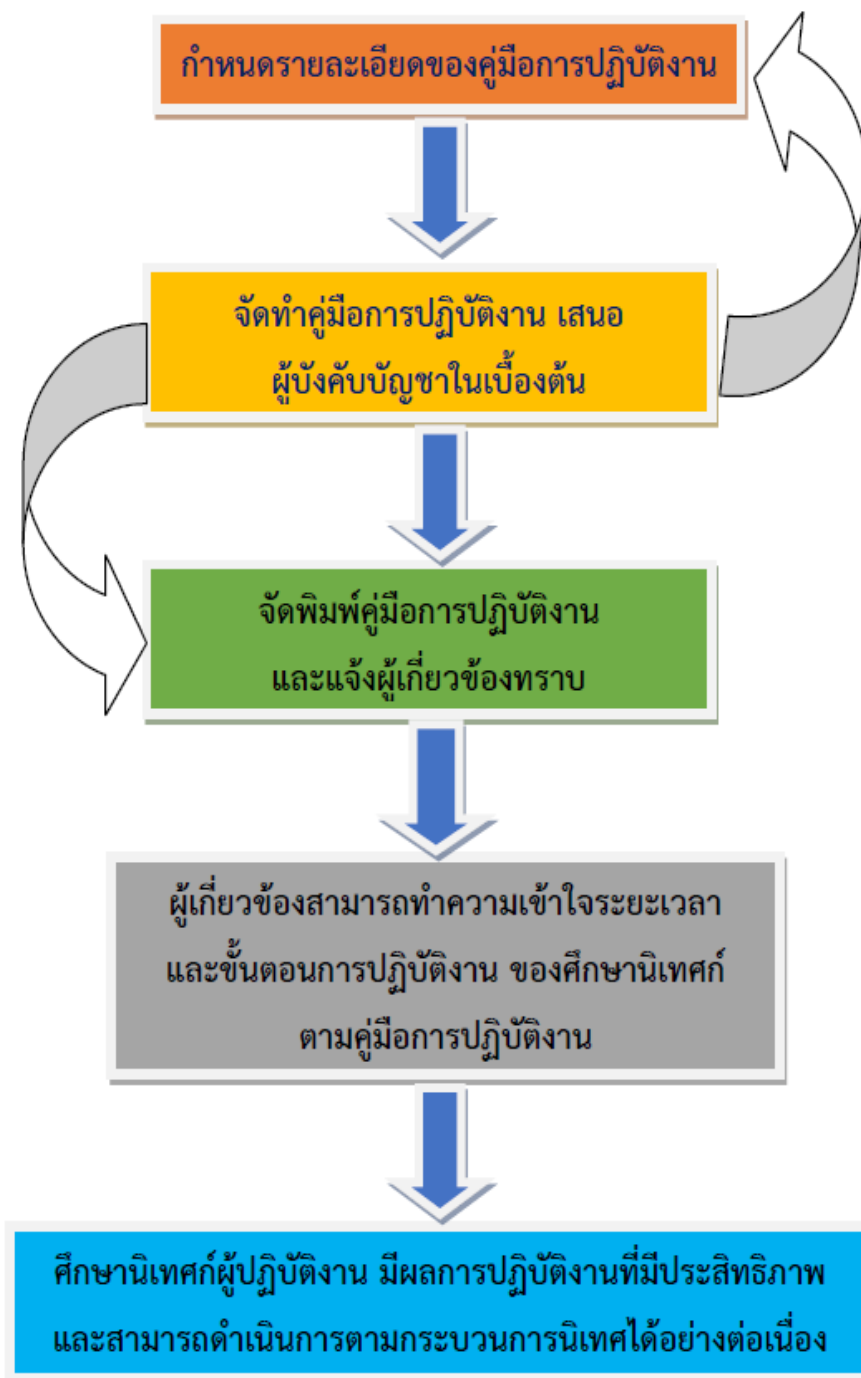 กำหนดรายละเอียดของคู่มือการปฏิบัติงาน
จัดทำคู่มือการปฏิบัติงาน เสนอ
ผู้บังคับบัญชาในเบื้องต้น
จัดพิมพ์คู่มือการปฏิบัติงาน
และแจ้งผู้เกี่ยวข้องทราบ
ผู้เกี่ยวข้องสามารถทำความเข้าใจระยะเวลา
และขั้นตอนการปฏิบัติงาน ของศึกษานิเทศก์
ตามคู่มือการปฏิบัติงาน
ศึกษานิเทศก์ผู้ปฏิบัติงาน มีผลการปฏิบัติงานที่มีประสิทธิภาพ
และสามารถดำเนินการตามกระบวนการนิเทศได้อย่างต่อเนื่อง